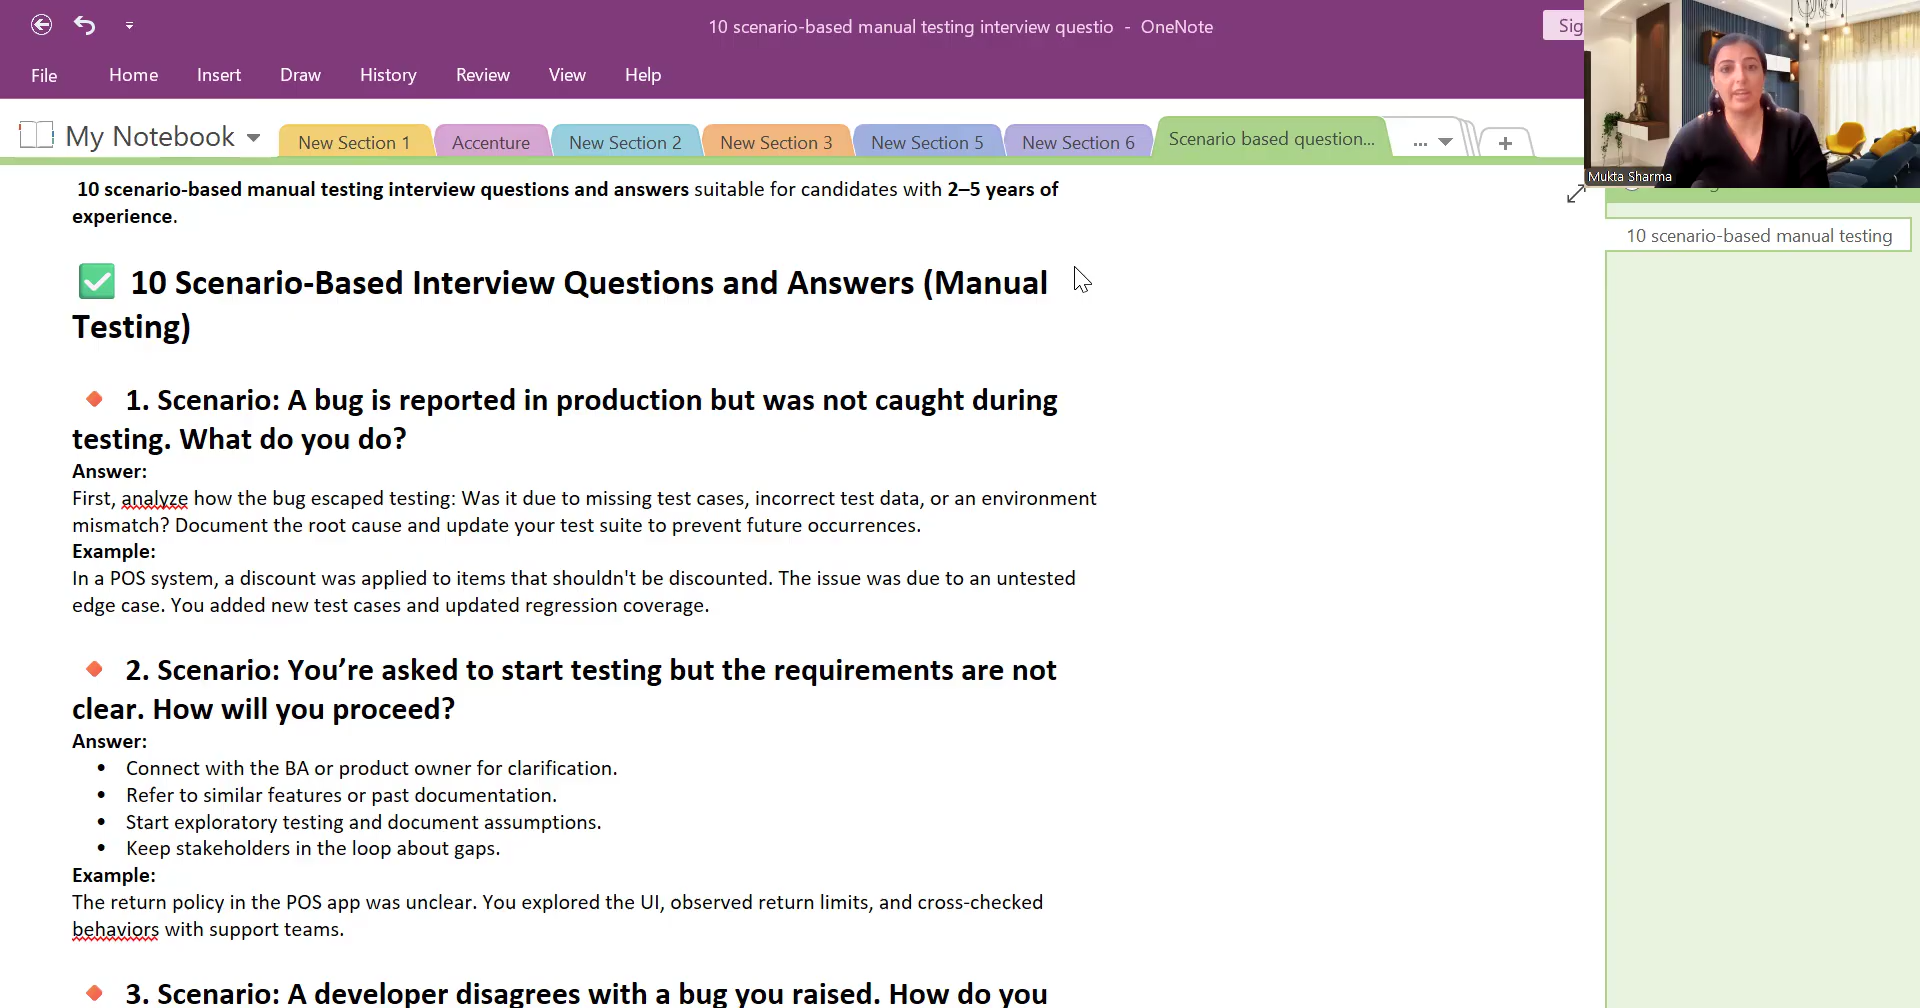 10 scenario-based manual testing interview questio - OneNote
Sig
File Home Insert Draw History Review View Help
Mukta Sharma
My Notebook
New Section 1 Accenture New Section 2 New Section 3 New Section 5 New Section 6 Scenario based question... ... +
10 scenario-based manual testing
10 scenario-based manual testing interview questions and answers suitable for candidates with 2–5 years of
experience.
10 Scenario-Based Interview Questions and Answers (Manual
Testing)
1. Scenario: A bug is reported in production but was not caught during
testing. What do you do?
Answer:
First, analyze how the bug escaped testing: Was it due to missing test cases, incorrect test data, or an environment
mismatch? Document the root cause and update your test suite to prevent future occurrences.
Example:
In a POS system, a discount was applied to items that shouldn't be discounted. The issue was due to an untested
edge case. You added new test cases and updated regression coverage.
2. Scenario: You’re asked to start testing but the requirements are not
clear. How will you proceed?
Answer:
• Connect with the BA or product owner for clarification.
• Refer to similar features or past documentation.
• Start exploratory testing and document assumptions.
• Keep stakeholders in the loop about gaps.
Example:
The return policy in the POS app was unclear. You explored the UI, observed return limits, and cross-checked
behaviors with support teams.
3. Scenario: A developer disagrees with a bug you raised. How do you